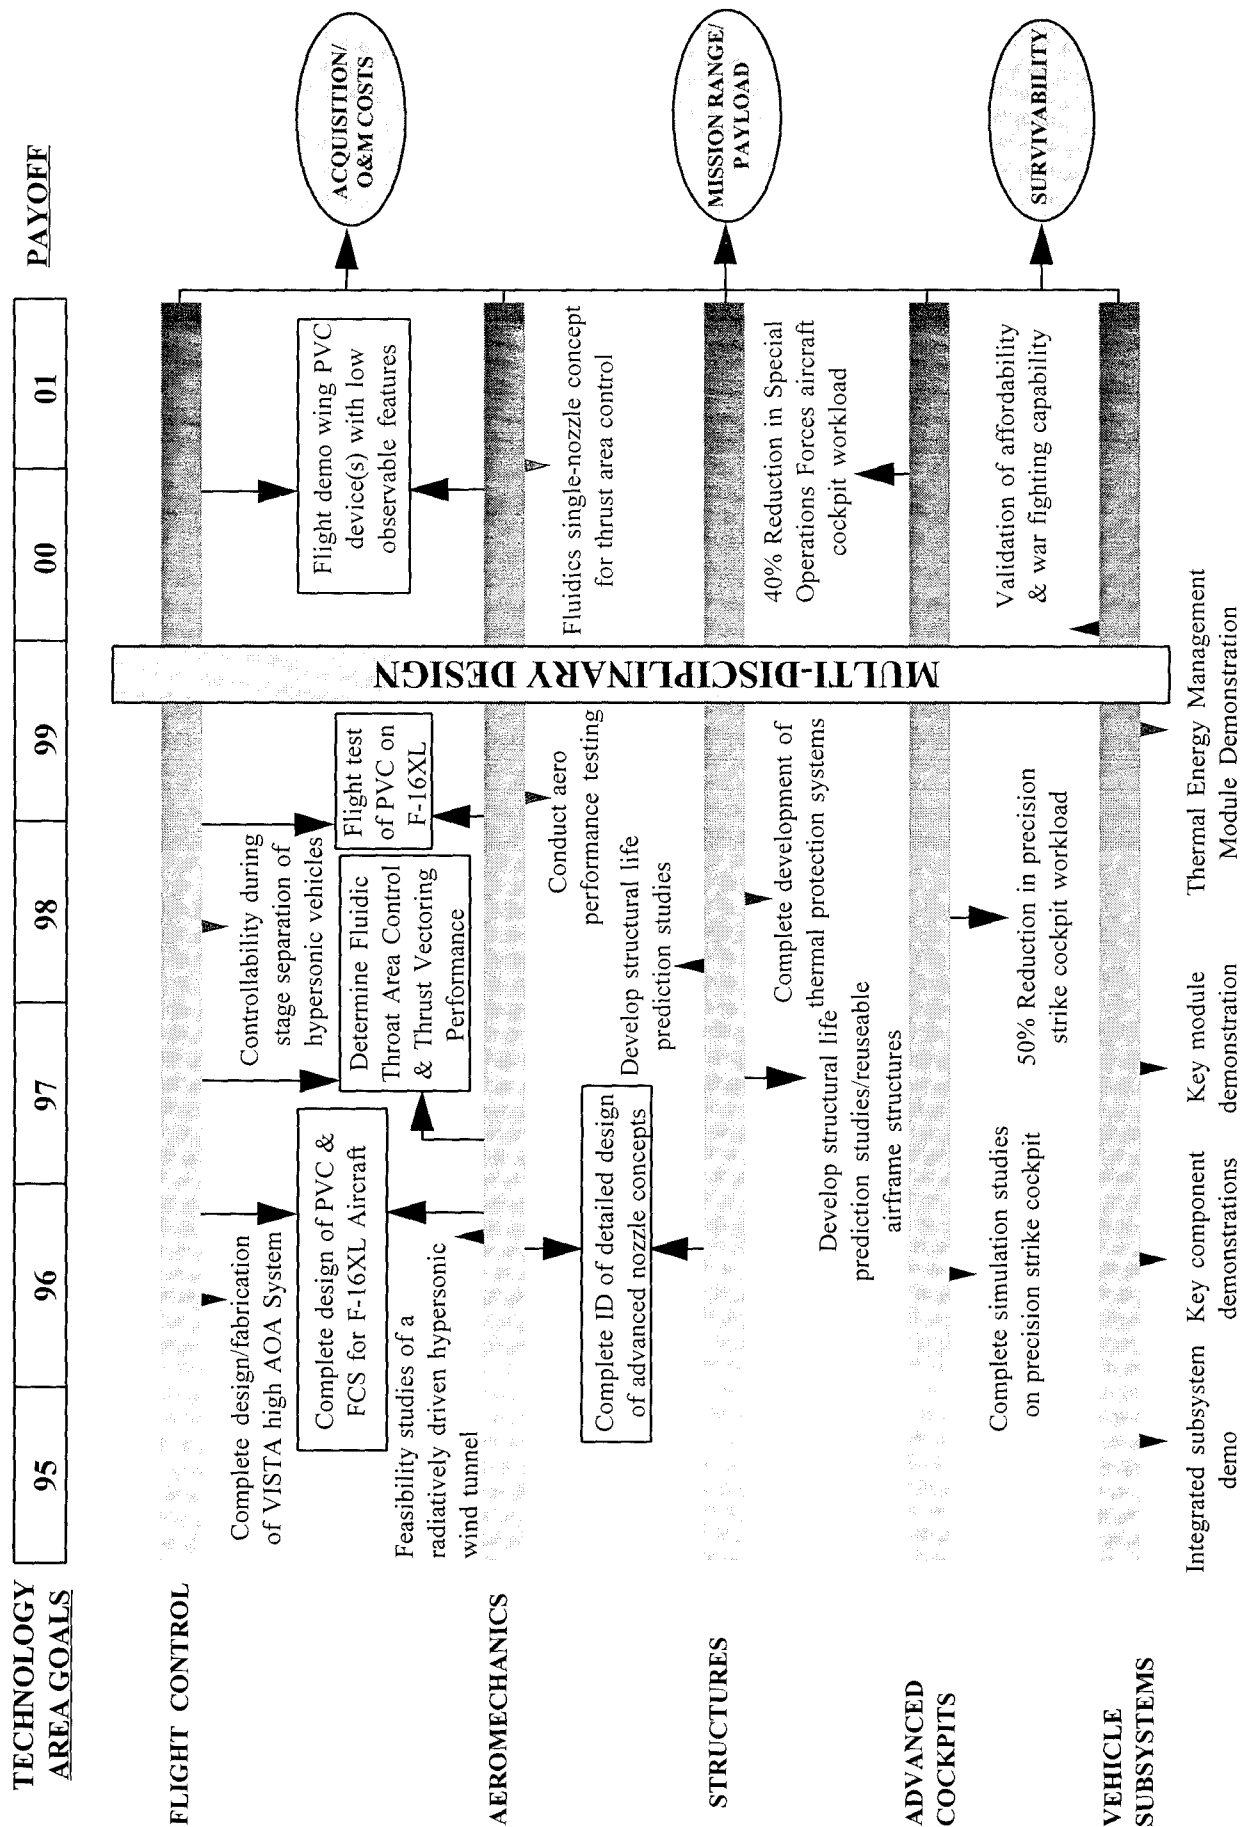 TECHNOLOGY
AREA GOALS
95
96
97
98
99
00
01
PAYOFF
FLIGHT CONTROL
Complete design/fabrication
of VISTA high AOA System
Controllability during
stage separation of
hypersonic vehicles
Complete design of PVC &
FCS for F-16XL Aircraft
Determine Fluidic
Throat Area Control
& Thrust Vectoring
Performance
Flight test
of PVC on
F-16XL
Flight demo wing PVC
device(s) with low
observable features
ACQUISITION/
O&M COSTS
Feasibility studies of a
radiatively driven hypersonic
wind tunnel
AEROMECHANICS
Conduct aero
performance testing
Fluidics single-nozzle concept
for thrust area control
Complete ID of detailed design
of advanced nozzle concepts
Develop structural life
prediction studies
MULTI-DISCIPLINARY DESIGN
STRUCTURES
MISSION RANGE/
PAYLOAD
Complete development of
thermal protection systems
Develop structural life
prediction studies/reuseable
airframe structures
40% Reduction in Special
Operations Forces aircraft
cockpit workload
ADVANCED
COCKPITS
Complete simulation studies
on precision strike cockpit
50% Reduction in precision
strike cockpit workload
Validation of affordability
& war fighting capability
SURVIVABILITY
VEHICLE
SUBSYSTEMS
Integrated subsystem
demo
Key component
demonstrations
Key module
demonstration
Thermal Energy Management
Module Demonstration